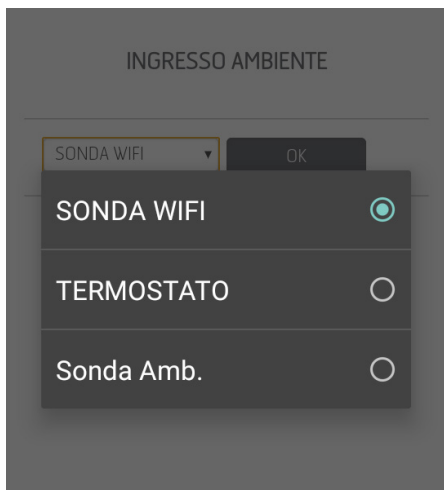 INGRESSO AMBIENTE
SONDA WIFI OK
SONDA WIFI
TERMOSTATO
Sonda Amb.